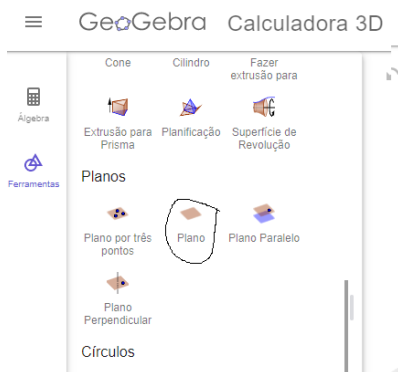 GeoGebra Calculadora 3D
Cone
Cilindro
Fazer
extrusão para
Álgebra
Extrusão para
Prisma
Planificação
Superfície de
Revolução
Ferramentas
Planos
Plano por três
pontos
Plano
Plano Paralelo
Plano
Perpendicular
Círculos